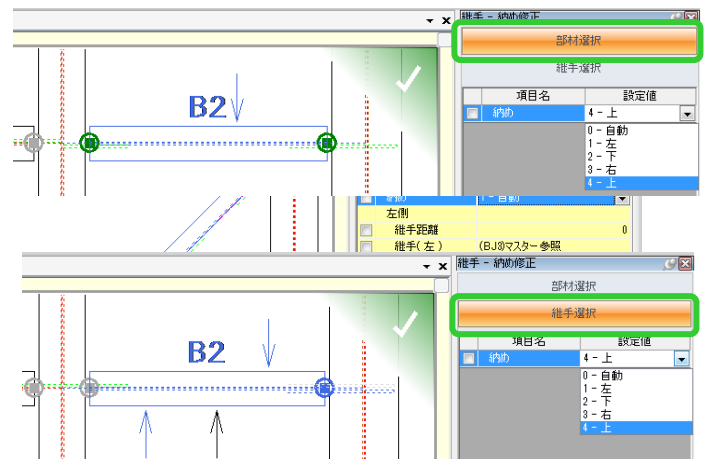 継手 - 納め修正
部材選択
継手選択
項目名 設定値
納め 4 - 上
0 - 自動
1 - 左
2 - 下
3 - 右
4 - 上
B2
納め 1 - 自動
左側
継手距離 0
継手(左) (BJ3)マスター参照
継手 - 納め修正
部材選択
継手選択
項目名 設定値
納め 4 - 上
0 - 自動
1 - 左
2 - 下
3 - 右
4 - 上
B2